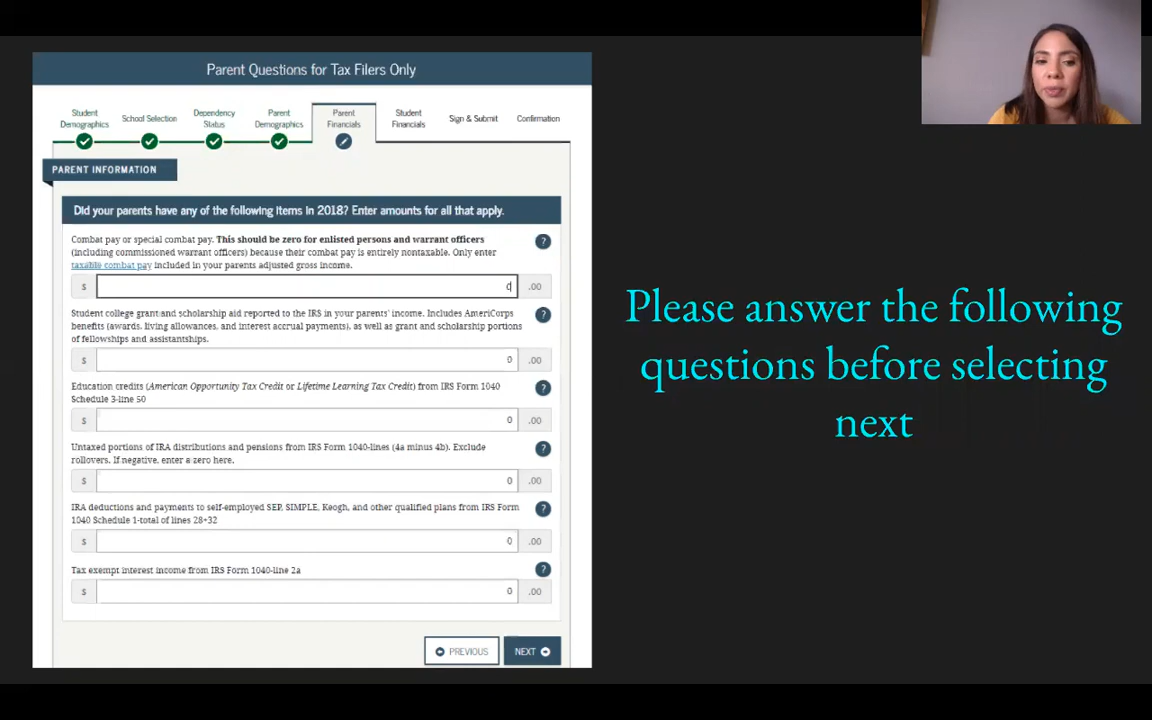 Parent Questions for Tax Filers Only
Student
Demographics
School Selection
Dependency
Status
Parent
Demographics
Parent
Financials
Student
Financials
Sign & Submit
Confirmation
PARENT INFORMATION
Did your parents have any of the following items in 2018? Enter amounts for all that apply.
Combat pay or special combat pay. This should be zero for enlisted persons and warrant officers
(including commissioned warrant officers) because their combat pay is entirely nontaxable. Only enter
taxable combat pay included in your parents adjusted gross income.
?
$ 0 .00
Student college grant and scholarship aid reported to the IRS in your parents' income. Includes AmeriCorps
benefits (awards, living allowances, and interest accrual payments), as well as grant and scholarship portions
of fellowships and assistantships.
?
$ 0 .00
Education credits (American Opportunity Tax Credit or Lifetime Learning Tax Credit) from IRS Form 1040
Schedule 3-line 50
?
$ 0 .00
Untaxed portions of IRA distributions and pensions from IRS Form 1040-lines (4a minus 4b). Exclude
rollovers. If negative, enter a zero here.
?
$ 0 .00
IRA deductions and payments to self-employed SEP, SIMPLE, Keogh, and other qualified plans from IRS Form
1040 Schedule 1-total of lines 28+32
?
$ 0 .00
Tax exempt interest income from IRS Form 1040-line 2a
?
$ 0 .00
PREVIOUS
NEXT
Please answer the following
questions before selecting
next